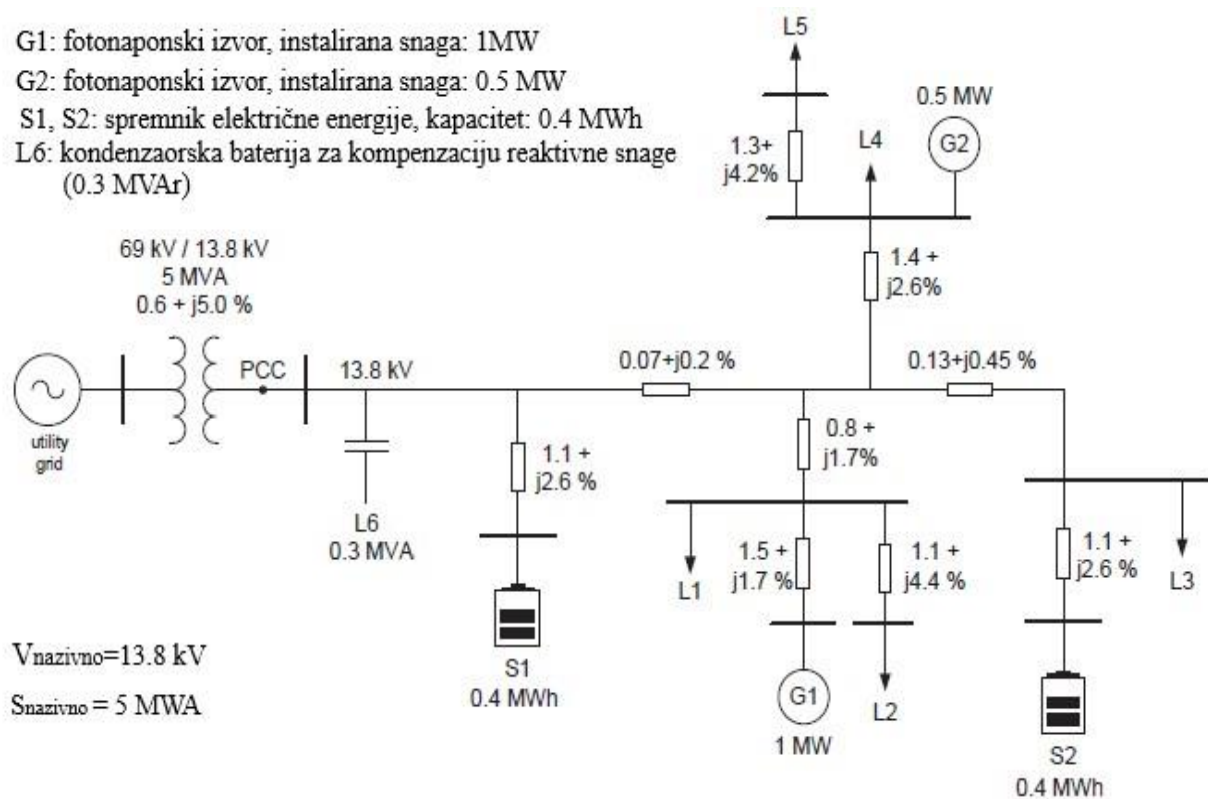 G1: fotonaponski izvor, instalirana snaga: 1MW
G2: fotonaponski izvor, instalirana snaga: 0.5 MW
S1, S2: spremnik električne energije, kapacitet: 0.4 MWh
L6: kondenzaorska baterija za kompenzaciju reaktivne snage
(0.3 MVAr)
L5
0.5 MW
G2
L4
1.3+
j4.2%
69 kV / 13.8 kV
5 MVA
0.6 + j5.0 %
1.4 +
j2.6%
PCC
13.8 kV
0.07+j0.2 %
0.13+j0.45 %
utility
grid
L6
0.3 MVA
1.1 +
j2.6 %
0.8 +
j1.7%
L1
1.5 +
j1.7 %
1.1 +
j4.4 %
1.1 +
j2.6 %
L3
S1
0.4 MWh
G1
1 MW
L2
S2
0.4 MWh
Vnazivno=13.8 kV
Snazivno = 5 MWA